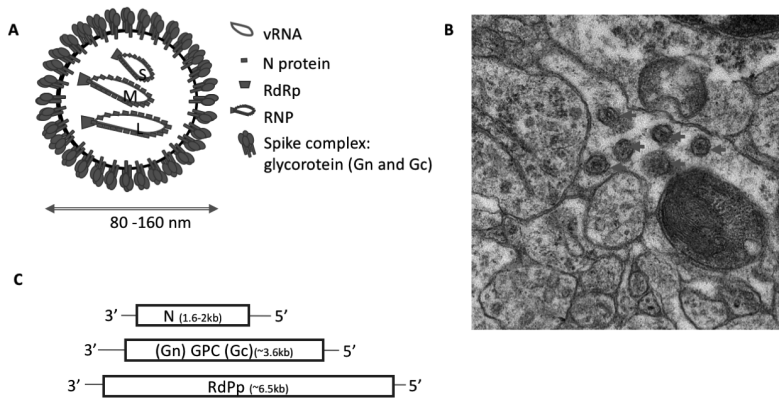 A
vRNA
N protein
RdRp
RNP
Spike complex:
glycorotein (Gn and Gc)
S
M
L
80 -160 nm
B
C
3’ N (1.6-2kb) 5’
3’ (Gn) GPC (Gc)(~3.6kb) 5’
3’ RdPp (~6.5kb) 5’